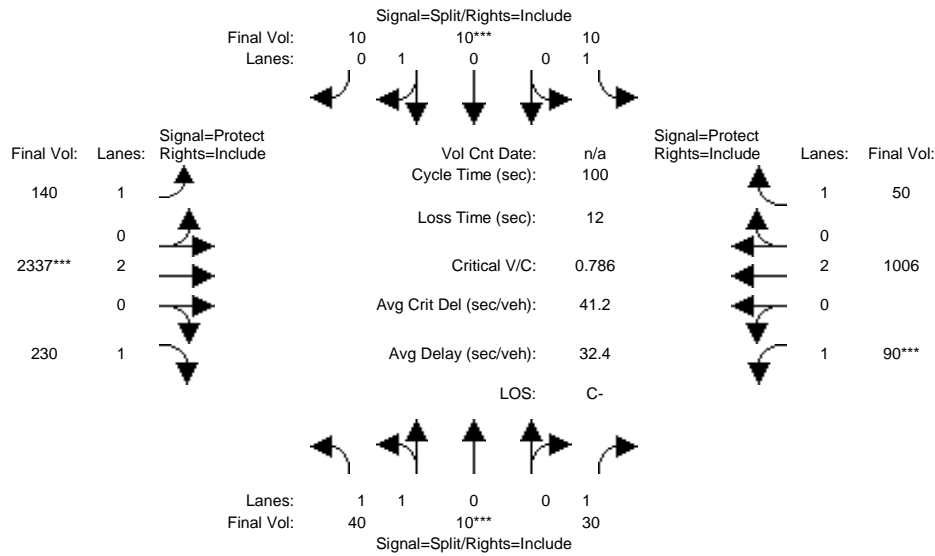 Signal=Split/Rights=Include
Final Vol: 10 10*** 10
Lanes: 0 1 0 0 1
Signal=Protect Signal=Protect
Final Vol: Lanes: Rights=Include Vol Cnt Date: n/a Rights=Include Lanes: Final Vol:
Cycle Time (sec): 100
140 1 1 50
Loss Time (sec): 12
0 0
2337*** 2 Critical V/C: 0.786 2 1006
0 Avg Crit Del (sec/veh): 41.2 0
230 1 Avg Delay (sec/veh): 32.4 1 90***
LOS: C-
Lanes: 1 1 0 0 1
Final Vol: 40 10*** 30
Signal=Split/Rights=Include